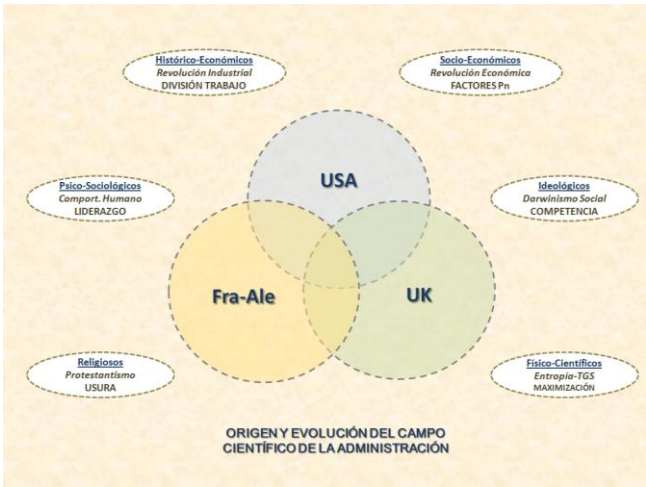 Histórico-Económicos
Revolución Industrial
DIVISIÓN TRABAJO
Socio-Económicos
Revolución Económica
FACTORES Pn
USA
Psico-Sociológicos
Comport. Humano
LIDERAZGO
Ideológicos
Darwinismo Social
COMPETENCIA
Fra-Ale
UK
Religiosos
Protestantismo
USURA
Físico-Científicos
Entropía-TGS
MAXIMIZACIÓN
ORIGEN Y EVOLUCIÓN DEL CAMPO
CIENTÍFICO DE LA ADMINISTRACIÓN